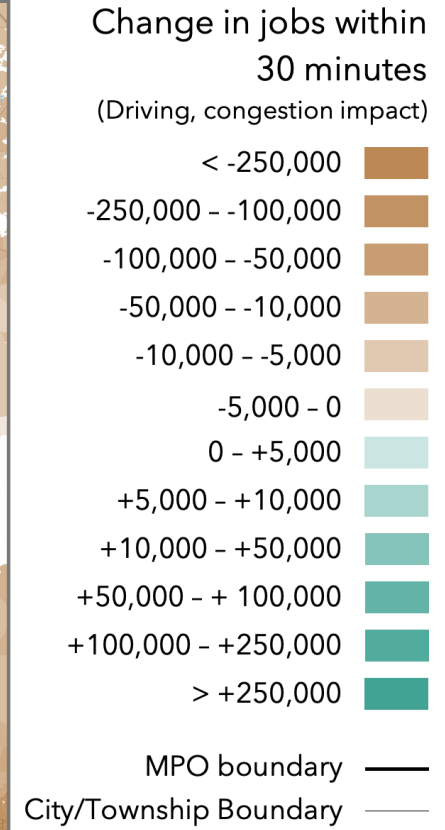 Change in jobs within
30 minutes
(Driving, congestion impact)
< -250,000
-250,000 – -100,000
-100,000 – -50,000
-50,000 – -10,000
-10,000 – -5,000
-5,000 – 0
0 – +5,000
+5,000 – +10,000
+10,000 – +50,000
+50,000 – + 100,000
+100,000 – +250,000
> +250,000
MPO boundary
City/Township Boundary